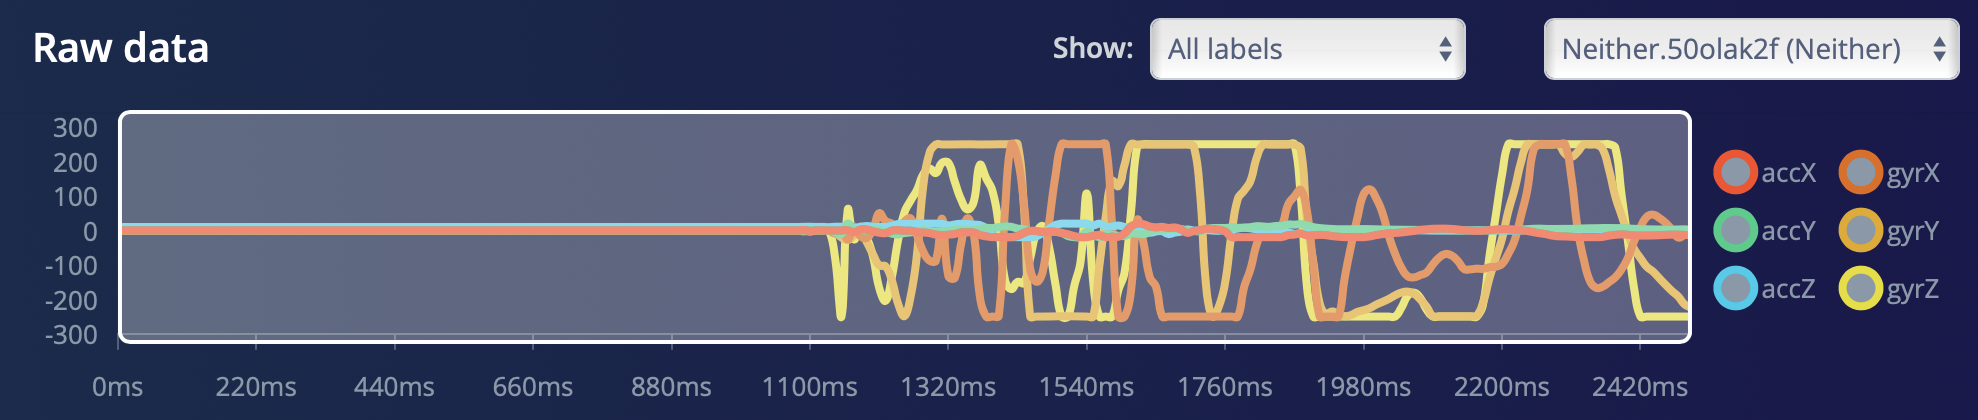 Raw data
Show:
All labels
Neither.50olak2f (Neither)
300
200
100
0
-100
-200
-300
0ms
220ms
440ms
660ms
880ms
1100ms
1320ms
1540ms
1760ms
1980ms
2200ms
2420ms
accX
gyrX
accY
gyrY
accZ
gyrZ